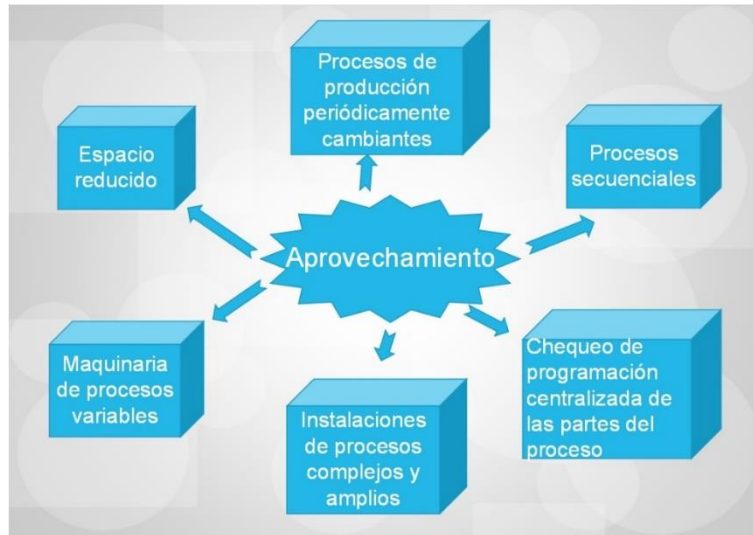 Procesos de
producción
periódicamente
cambiantes
Espacio
reducido
Procesos
secuenciales
Aprovechamiento
Maquinaria
de procesos
variables
Instalaciones
de procesos
complejos y
amplios
Chequeo de
programación
centralizada de
las partes del
proceso